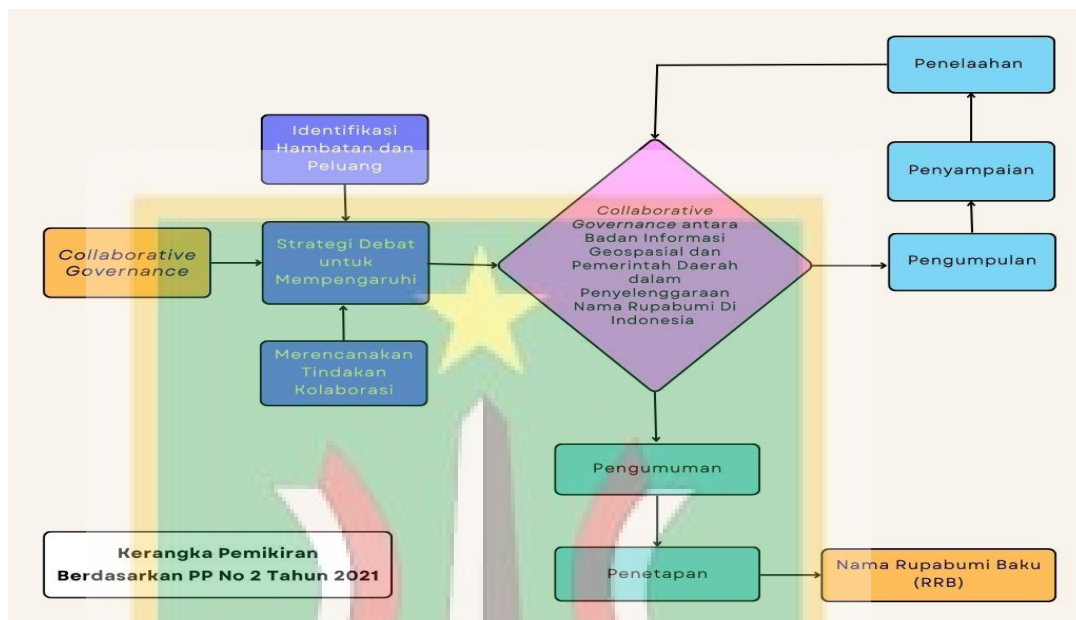 Penelaahan
Identifikasi
Hambatan dan
Peluang
Penyampaian
Collaborative
Governance antara
Badan Informasi
Geospasial dan
Pemerintah Daerah
dalam
Penyelenggaraan
Nama Rupabumi Di
Indonesia
Collaborative
Governance
Strategi Debat
untuk
Mempengaruhi
Pengumpulan
Merencanakan
Tindakan
Kolaborasi
Pengumuman
Kerangka Pemikiran
Berdasarkan PP No 2 Tahun 2021
Penetapan
Nama Rupabumi Baku
(RRB)